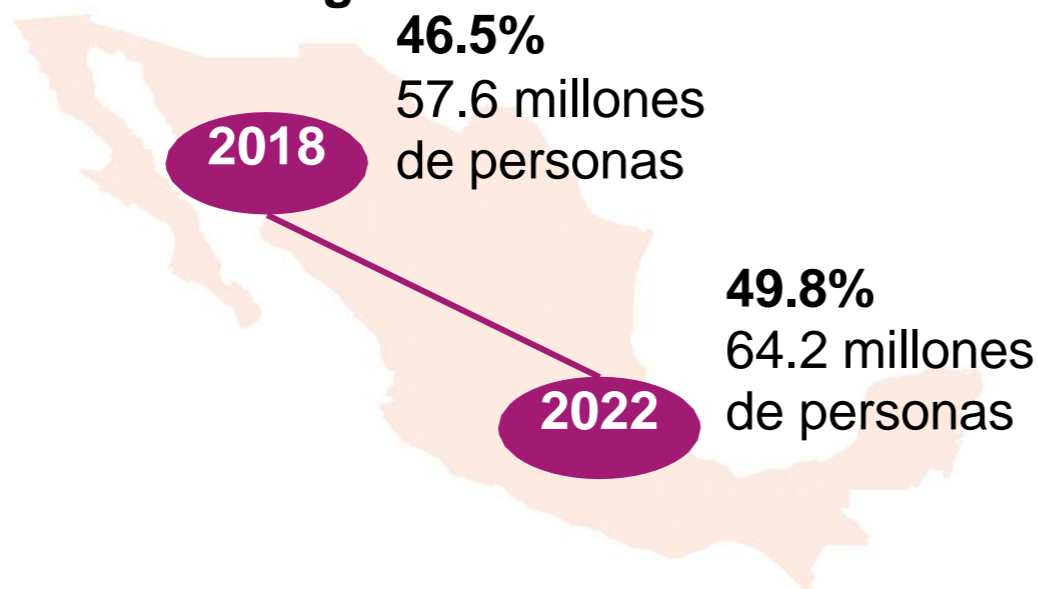 46.5%
57.6 millones
de personas
2018
49.8%
64.2 millones
de personas
2022